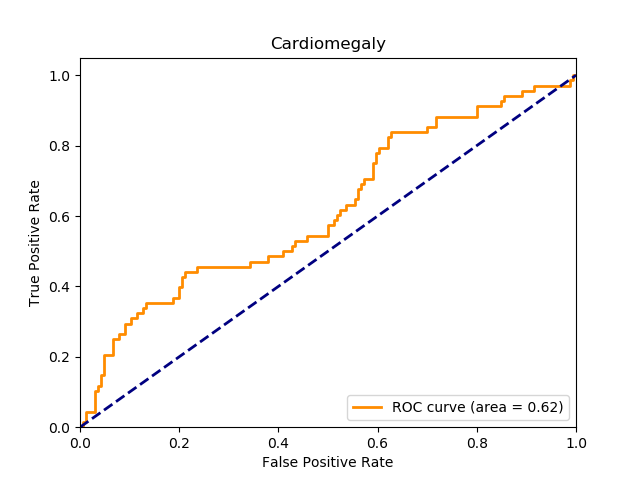 Cardiomegaly
True Positive Rate
1.0
0.8
0.6
0.4
0.2
0.0
0.0 0.2 0.4 0.6 0.8 1.0
False Positive Rate
ROC curve (area = 0.62)